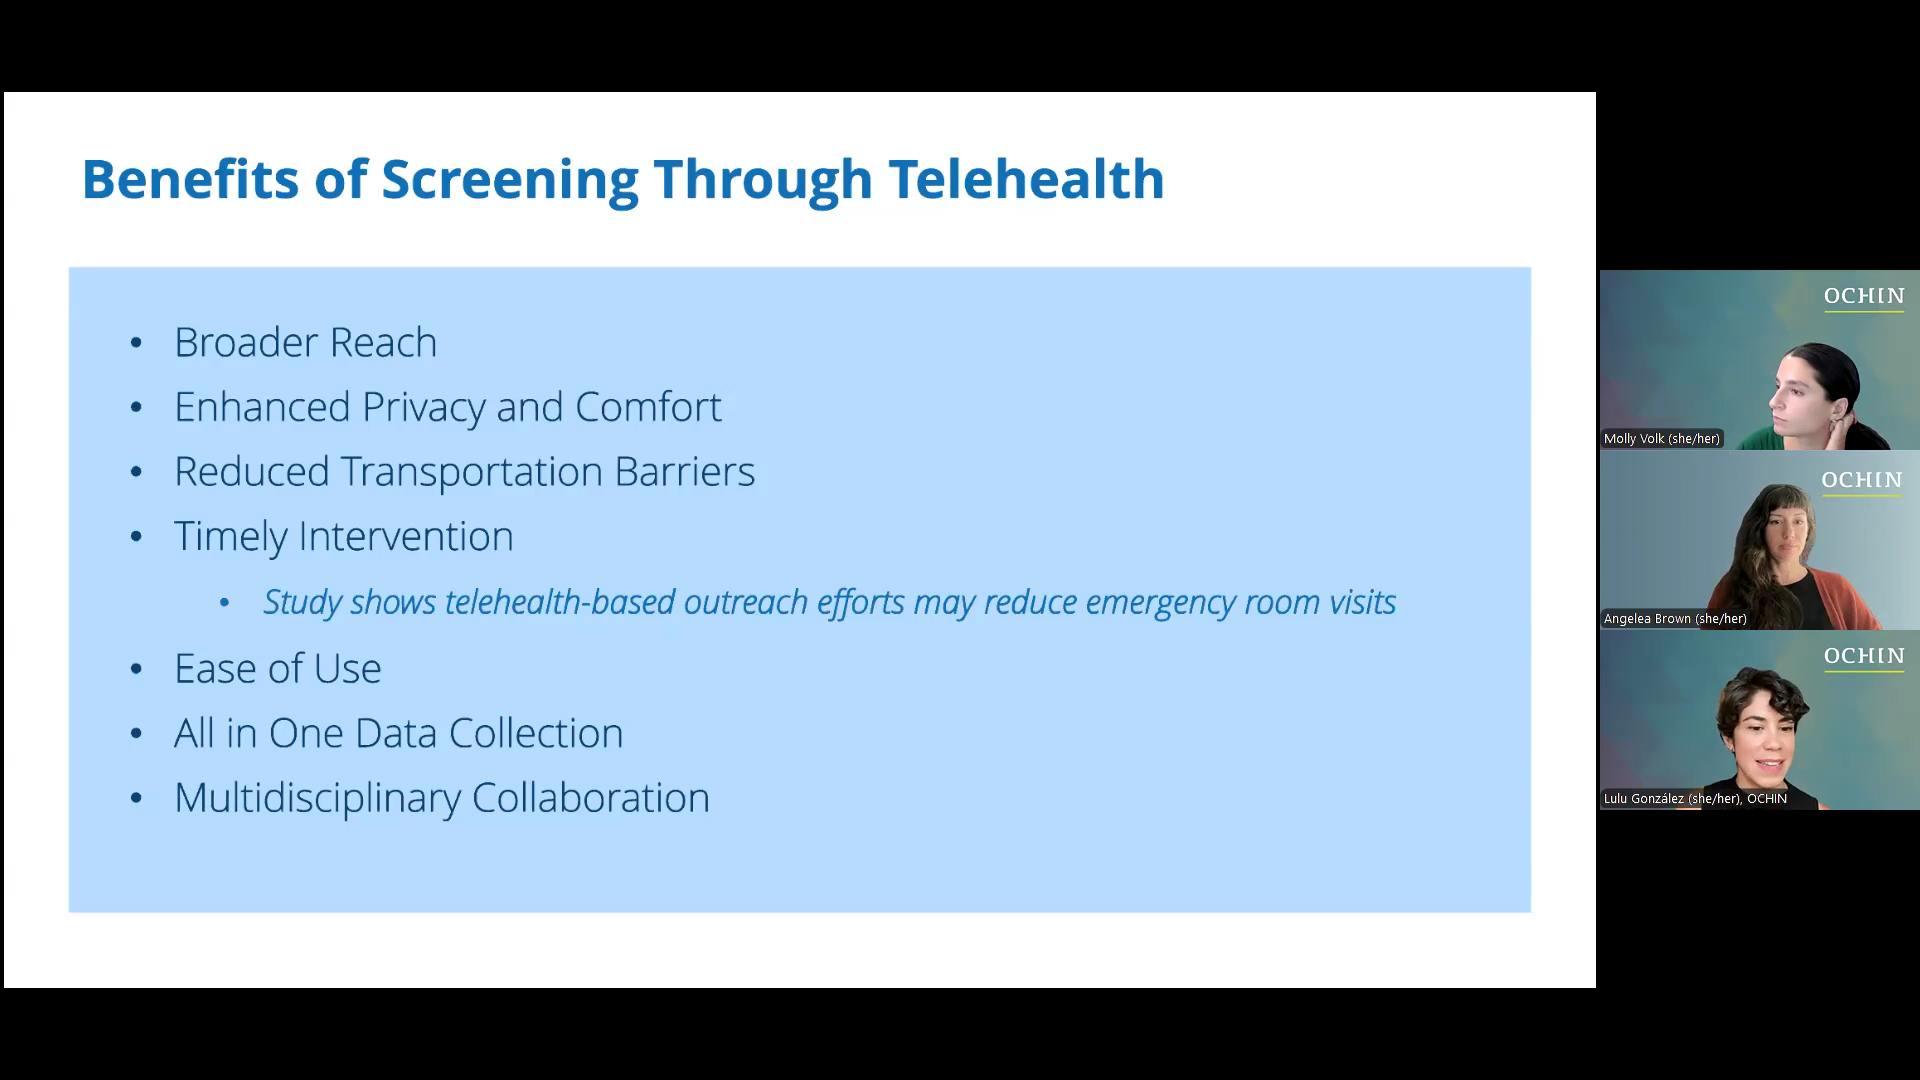 Benefits of Screening Through Telehealth
• Broader Reach
• Enhanced Privacy and Comfort
• Reduced Transportation Barriers
• Timely Intervention
• Study shows telehealth-based outreach efforts may reduce emergency room visits
• Ease of Use
• All in One Data Collection
• Multidisciplinary Collaboration
OCHIN
Molly Volk (she/her)
OCHIN
Angelea Brown (she/her)
OCHIN
Lulu González (she/her), OCHIN